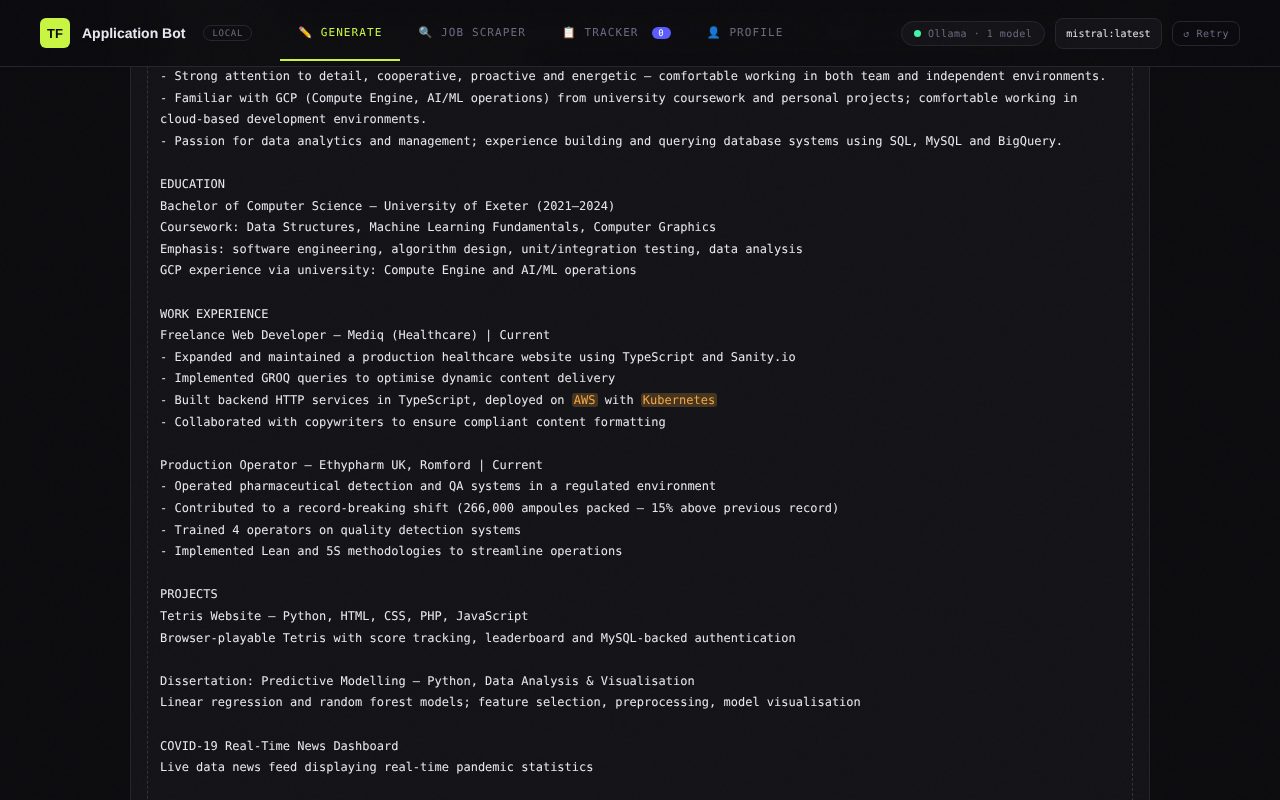 TF Application Bot LOCAL ✏️ GENERATE 🔍 JOB SCRAPER 📋 TRACKER 0 👤 PROFILE Ollama · 1 model mistral:latest ↺ Retry
- Strong attention to detail, cooperative, proactive and energetic — comfortable working in both team and independent environments.
- Familiar with GCP (Compute Engine, AI/ML operations) from university coursework and personal projects; comfortable working in
cloud-based development environments.
- Passion for data analytics and management; experience building and querying database systems using SQL, MySQL and BigQuery.
EDUCATION
Bachelor of Computer Science — University of Exeter (2021–2024)
Coursework: Data Structures, Machine Learning Fundamentals, Computer Graphics
Emphasis: software engineering, algorithm design, unit/integration testing, data analysis
GCP experience via university: Compute Engine and AI/ML operations
WORK EXPERIENCE
Freelance Web Developer — Mediq (Healthcare) | Current
- Expanded and maintained a production healthcare website using TypeScript and Sanity.io
- Implemented GROQ queries to optimise dynamic content delivery
- Built backend HTTP services in TypeScript, deployed on AWS with Kubernetes
- Collaborated with copywriters to ensure compliant content formatting
Production Operator — Ethypharm UK, Romford | Current
- Operated pharmaceutical detection and QA systems in a regulated environment
- Contributed to a record-breaking shift (266,000 ampoules packed — 15% above previous record)
- Trained 4 operators on quality detection systems
- Implemented Lean and 5S methodologies to streamline operations
PROJECTS
Tetris Website — Python, HTML, CSS, PHP, JavaScript
Browser-playable Tetris with score tracking, leaderboard and MySQL-backed authentication
Dissertation: Predictive Modelling — Python, Data Analysis & Visualisation
Linear regression and random forest models; feature selection, preprocessing, model visualisation
COVID-19 Real-Time News Dashboard
Live data news feed displaying real-time pandemic statistics